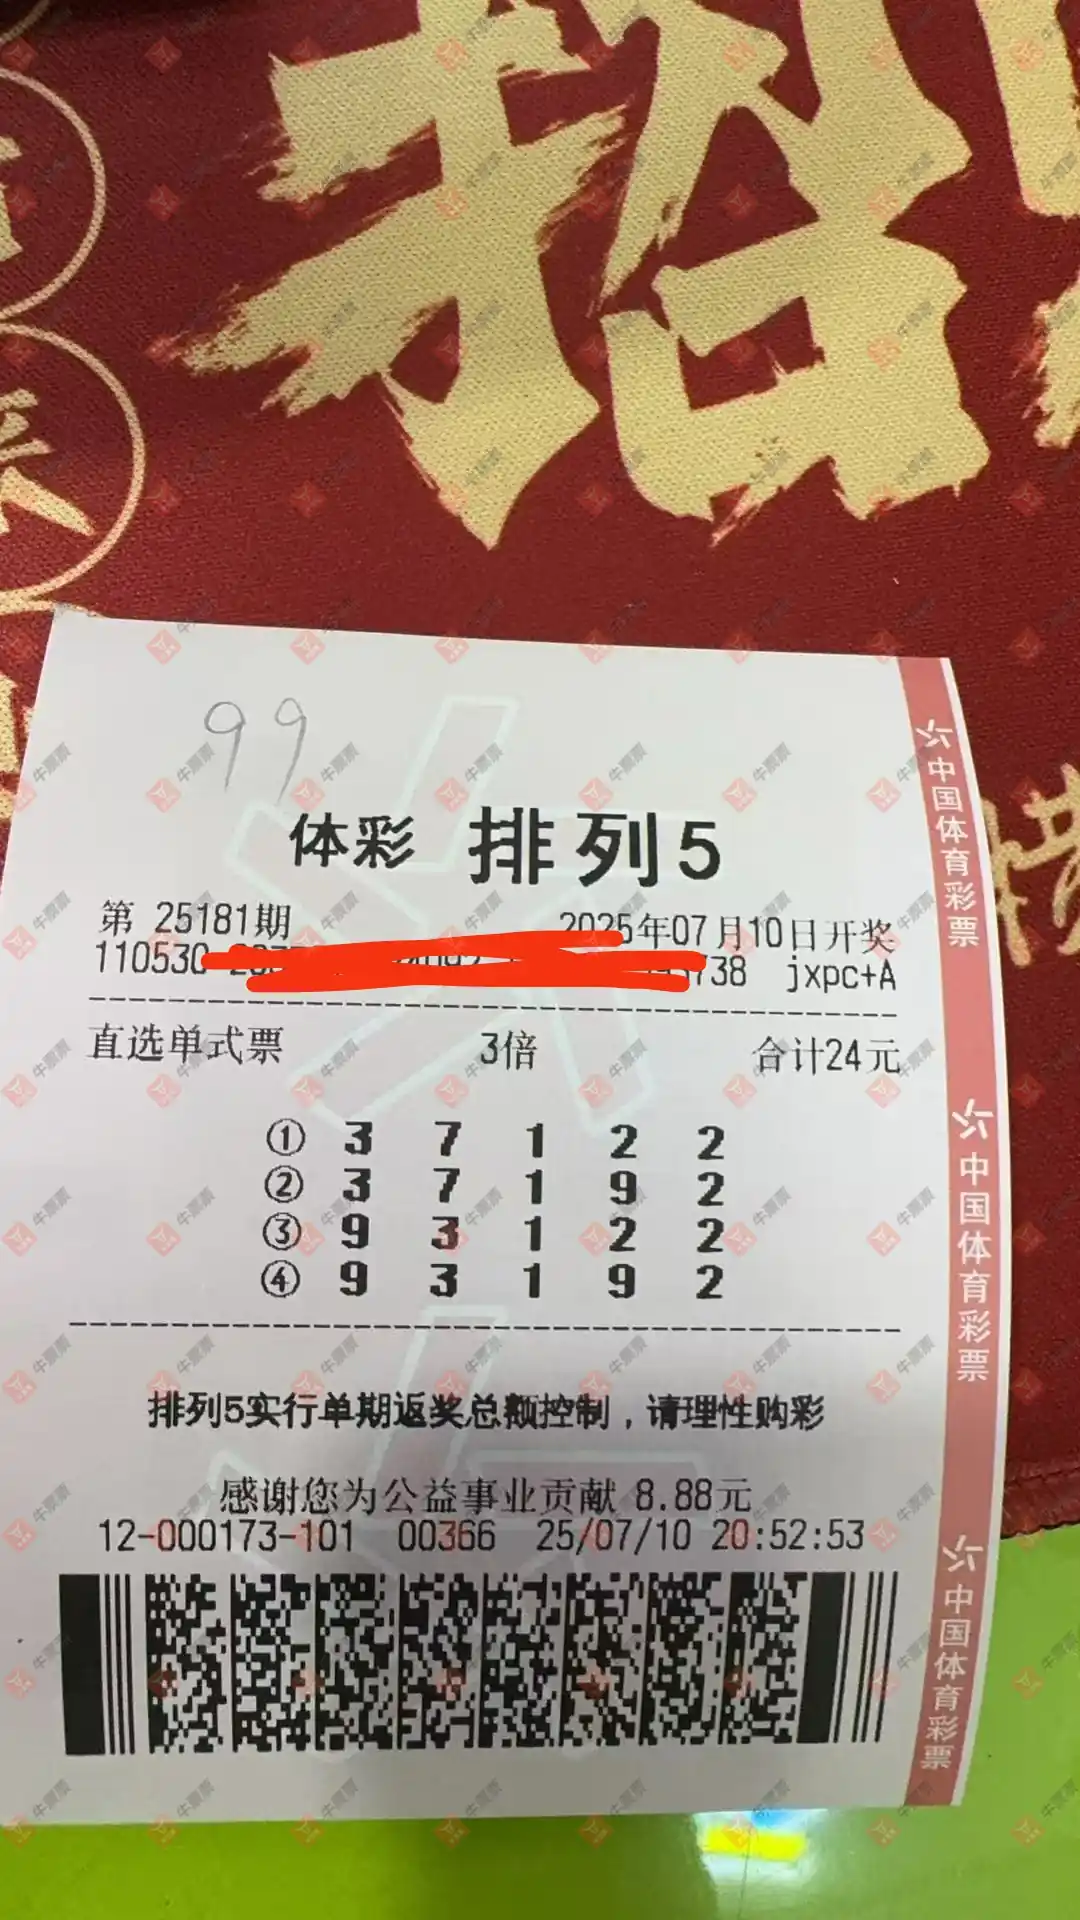 招
99
体彩 排列5
第 25181期 2025年07月10日开奖
110530 738 jxpc+A
直选单式票 3倍 合计24元
① 3 7 1 2 2
② 3 7 1 9 2
③ 9 3 1 2 2
④ 9 3 1 9 2
排列5实行单期返奖总额控制，请理性购彩
感谢您为公益事业贡献 8.88元
12-000173-101 00366 25/07/10 20:52:53
中国体育彩票
中国体育彩票
中国体育彩票
牛票票